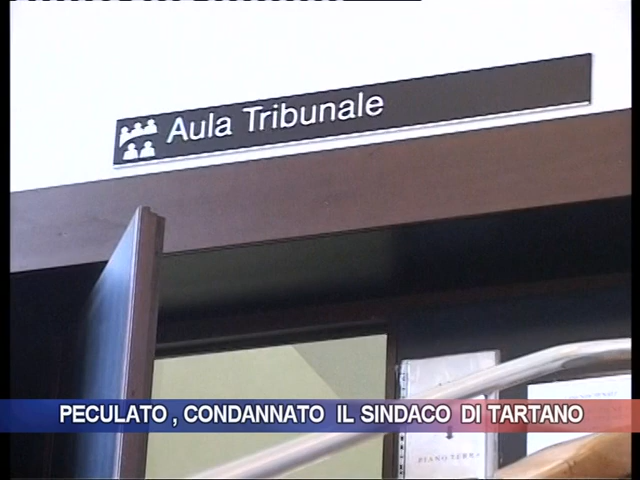 Aula Tribunale
PECULATO, CONDANNATO IL SINDACO DI TARTANO
PIANO TERRA